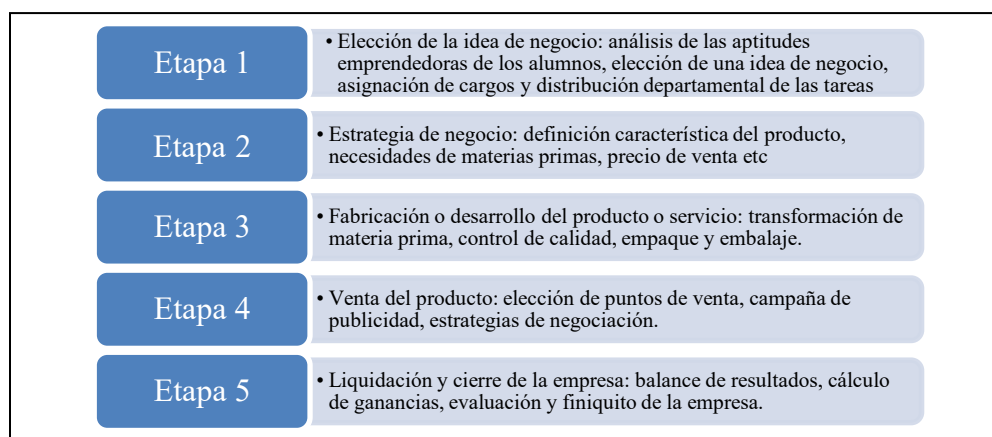 Etapa 1
• Elección de la idea de negocio: análisis de las aptitudes
emprendedoras de los alumnos, elección de una idea de negocio,
asignación de cargos y distribución departamental de las tareas
Etapa 2
• Estrategia de negocio: definición característica del producto,
necesidades de materias primas, precio de venta etc
Etapa 3
• Fabricación o desarrollo del producto o servicio: transformación de
materia prima, control de calidad, empaque y embalaje.
Etapa 4
• Venta del producto: elección de puntos de venta, campaña de
publicidad, estrategias de negociación.
Etapa 5
• Liquidación y cierre de la empresa: balance de resultados, cálculo
de ganancias, evaluación y finiquito de la empresa.